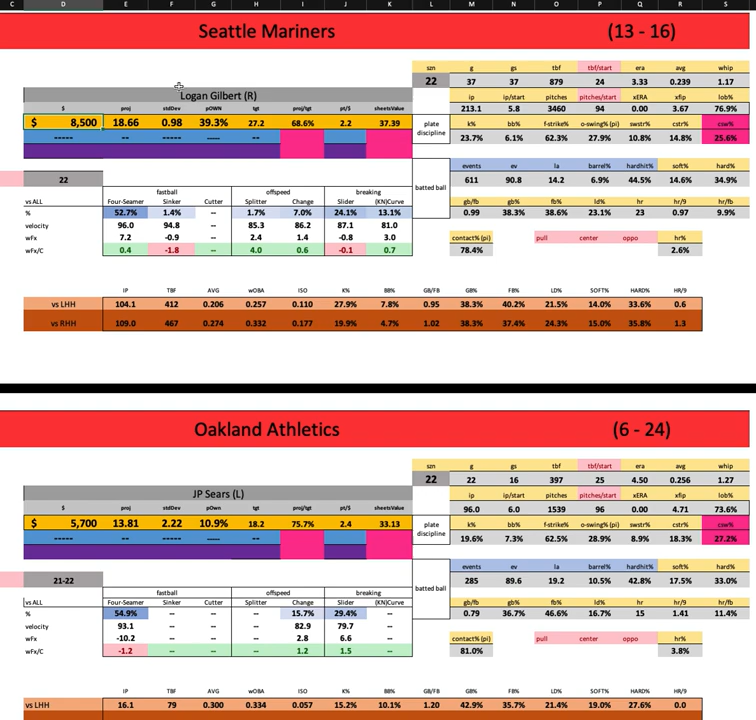 C D E F G H I J K L M N O P Q R S
Seattle Mariners (13 - 16)
szn g gs tbf tbf/start era avg whip
22 37 37 879 24 3.33 0.239 1.17
Logan Gilbert (R) ip ip/start pitches pitches/start xERA xfip lob%
$ proj stdDev pOWN tgt proj/tgt pt/$ sheetsValue 213.1 5.8 3460 94 0.00 3.67 76.9%
$ 8,500 18.66 0.98 39.3% 27.2 68.6% 2.2 37.39 plate discipline k% bb% f-strike% o-swing% (pi) swstr% cstr% csw%
----- -- ----- ---- -- 23.7% 6.1% 62.3% 27.9% 10.8% 14.8% 25.6%
events ev la barrel% hardhit% soft% hard%
22 batted ball 611 90.8 14.2 6.9% 44.5% 14.6% 34.9%
fastball offspeed breaking
vs ALL Four-Seamer Sinker Cutter Splitter Change Slider (KN)Curve gb/fb gb% fb% ld% hr hr/9 hr/fb
% 52.7% 1.4% -- 1.7% 7.0% 24.1% 13.1% 0.99 38.3% 38.6% 23.1% 23 0.97 9.9%
velocity 96.0 94.8 -- 85.3 86.2 87.1 81.0
wFx 7.2 -0.9 -- 2.4 1.4 -0.8 3.0 contact% (pi) pull center oppo hr%
wFx/C 0.4 -1.8 -- 4.0 0.6 -0.1 0.7 78.4% 2.6%
IP TBF AVG wOBA ISO K% BB% GB/FB GB% FB% LD% SOFT% HARD% HR/9
vs LHH 104.1 412 0.206 0.257 0.110 27.9% 7.8% 0.95 38.3% 40.2% 21.5% 14.0% 33.6% 0.6
vs RHH 109.0 467 0.274 0.332 0.177 19.9% 4.7% 1.02 38.3% 37.4% 24.3% 15.0% 35.8% 1.3
Oakland Athletics (6 - 24)
szn g gs tbf tbf/start era avg whip
22 22 16 397 25 4.50 0.256 1.27
JP Sears (L) ip ip/start pitches pitches/start xERA xfip lob%
$ proj stdDev pOwn tgt proj/tgt pt/$ sheetsValue 96.0 6.0 1539 96 0.00 4.71 73.6%
$ 5,700 13.81 2.22 10.9% 18.2 75.7% 2.4 33.13 plate discipline k% bb% f-strike% o-swing% (pi) swstr% cstr% csw%
----- -- ----- ---- -- 19.6% 7.3% 62.5% 28.9% 8.9% 18.3% 27.2%
events ev la barrel% hardhit% soft% hard%
21-22 batted ball 285 89.6 19.2 10.5% 42.8% 17.5% 33.0%
fastball offspeed breaking
vs ALL Four-Seamer Sinker Cutter Splitter Change Slider (KN)Curve gb/fb gb% fb% ld% hr hr/9 hr/fb
% 54.9% -- -- 15.7% 29.4% -- 0.79 36.7% 46.6% 16.7% 15 1.41 11.4%
velocity 93.1 -- -- 82.9 79.7 --
wFx -10.2 -- -- 2.8 6.6 -- contact% (pi) pull center oppo hr%
wFx/C -1.2 -- -- -- 1.2 1.5 -- 81.0% 3.8%
IP TBF AVG wOBA ISO K% BB% GB/FB GB% FB% LD% SOFT% HARD% HR/9
vs LHH 16.1 79 0.300 0.334 0.057 15.2% 10.1% 1.20 42.9% 35.7% 21.4% 19.0% 27.6% 0.0